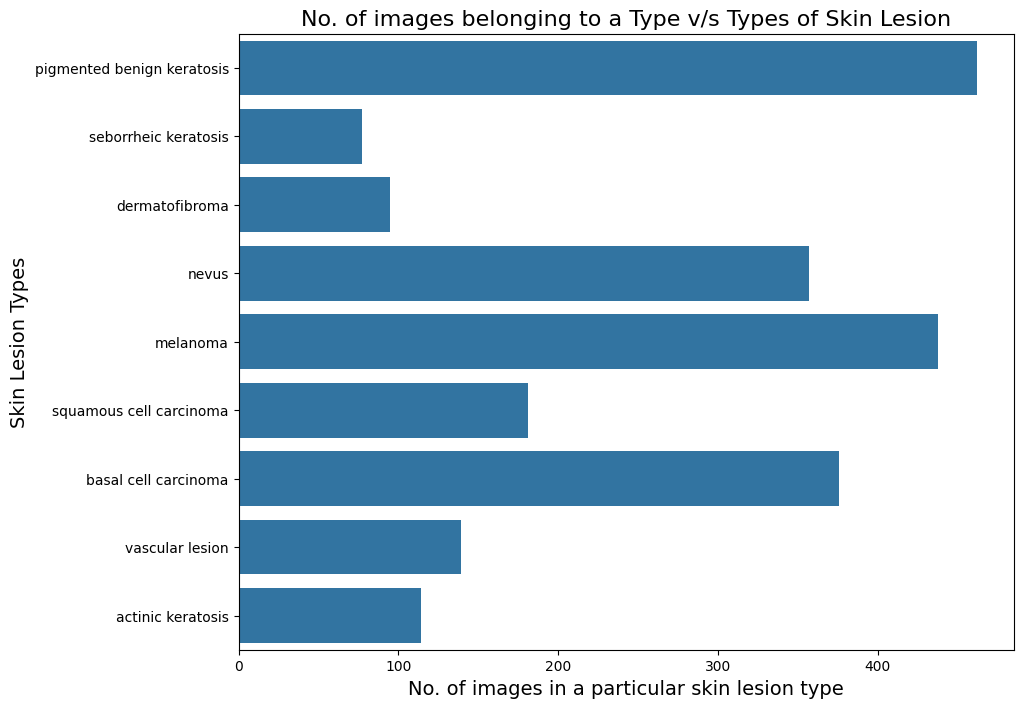 No. of images belonging to a Type v/s Types of Skin Lesion
Skin Lesion Types
pigmented benign keratosis
seborrheic keratosis
dermatofibroma
nevus
melanoma
squamous cell carcinoma
basal cell carcinoma
vascular lesion
actinic keratosis
0 100 200 300 400
No. of images in a particular skin lesion type